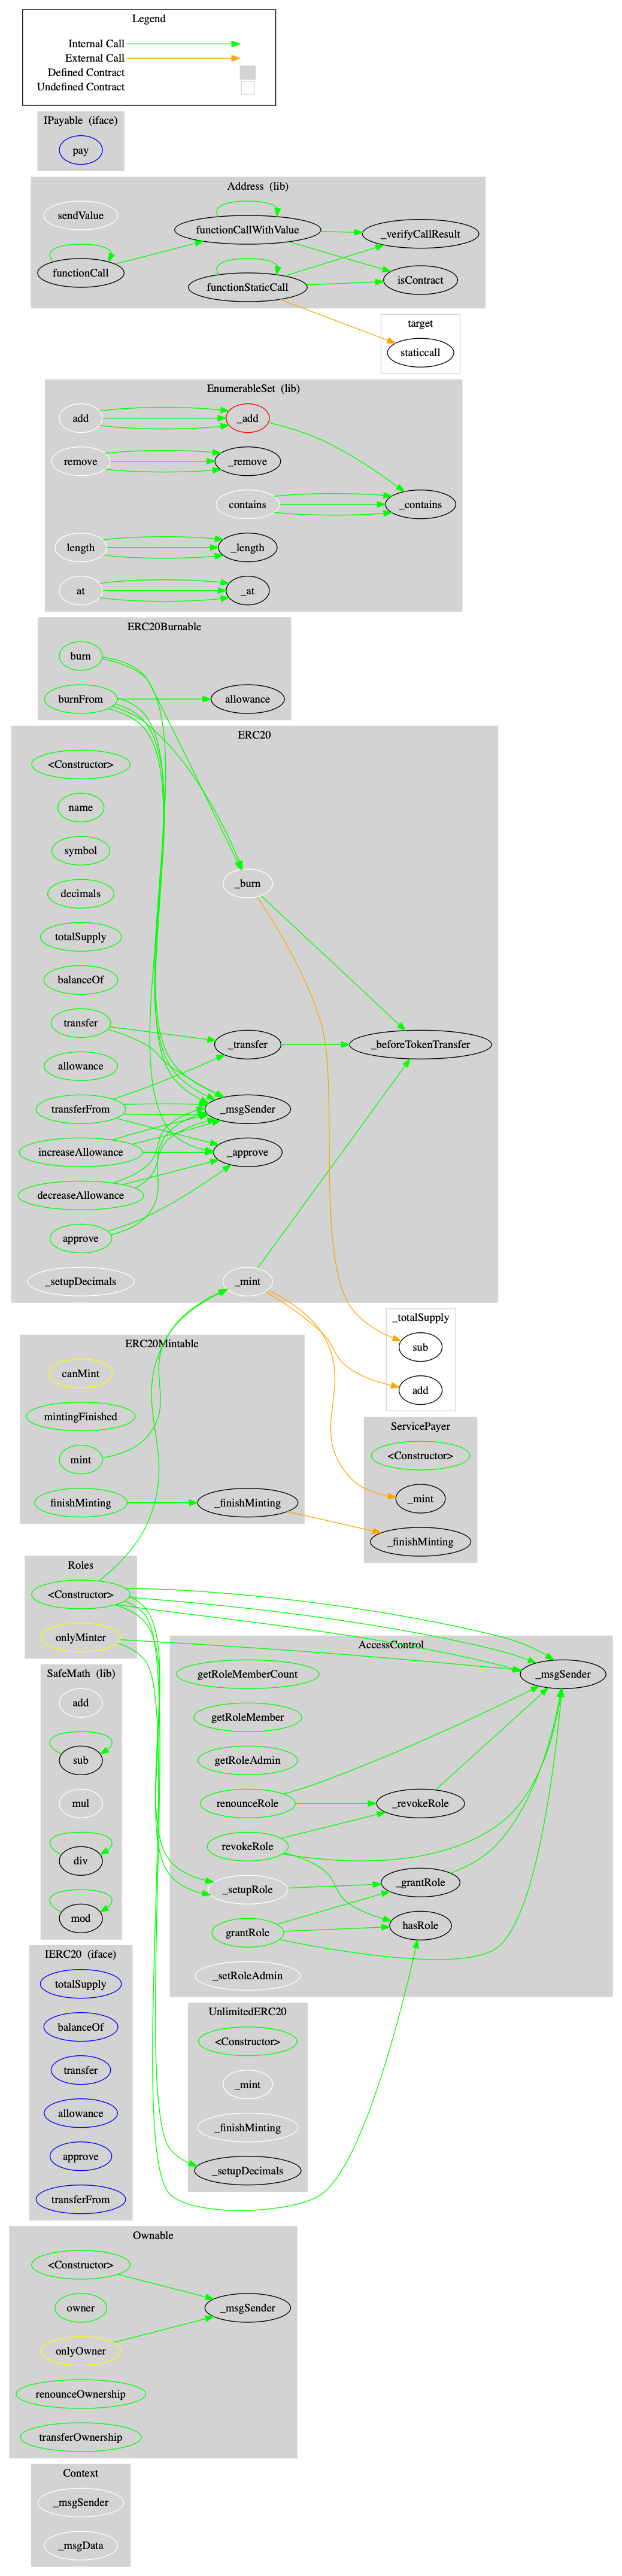 Legend
Internal Call
External Call
Defined Contract
Undefined Contract
IPayable (iface)
pay
Address (lib)
sendValue
functionCallWithValue
_verifyCallResult
functionCall
functionStaticCall
isContract
target
staticcall
EnumerableSet (lib)
add
_add
remove
_remove
contains
_contains
length
_length
at
_at
ERC20Burnable
burn
burnFrom
allowance
ERC20
<Constructor>
name
symbol
decimals
_burn
totalSupply
balanceOf
transfer
_transfer
_beforeTokenTransfer
allowance
transferFrom
_msgSender
increaseAllowance
_approve
decreaseAllowance
approve
_setupDecimals
_mint
_totalSupply
sub
add
ERC20Mintable
canMint
mintingFinished
mint
finishMinting
_finishMinting
ServicePayer
<Constructor>
_mint
_finishMinting
Roles
<Constructor>
onlyMinter
AccessControl
getRoleMemberCount
_msgSender
getRoleMember
getRoleAdmin
renounceRole
_revokeRole
revokeRole
_setupRole
_grantRole
grantRole
hasRole
_setRoleAdmin
SafeMath (lib)
add
sub
mul
div
mod
IERC20 (iface)
totalSupply
balanceOf
transfer
allowance
approve
transferFrom
UnlimitedERC20
<Constructor>
_mint
_finishMinting
_setupDecimals
Ownable
<Constructor>
owner
_msgSender
onlyOwner
renounceOwnership
transferOwnership
Context
_msgSender
_msgData